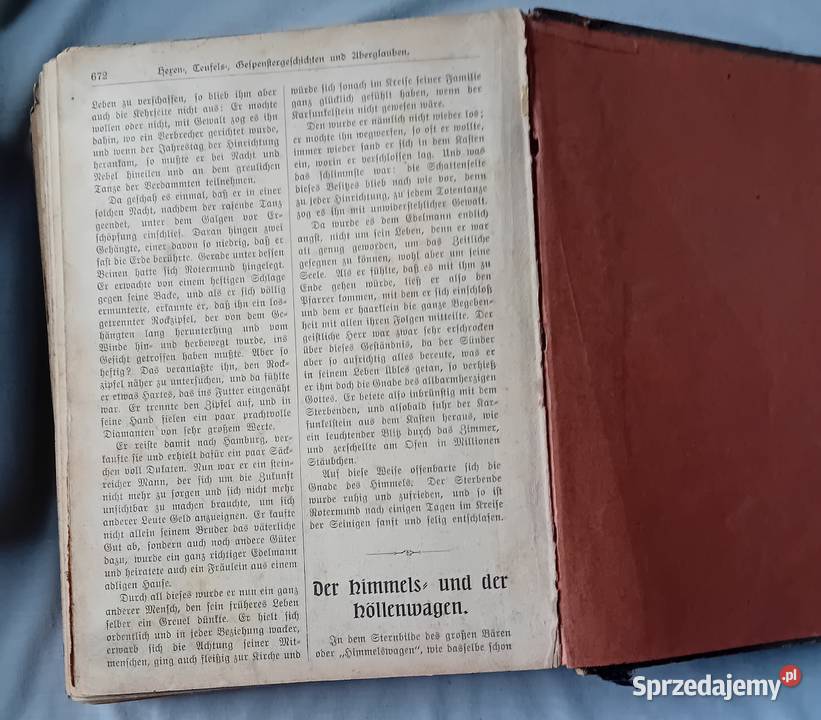 672
Hexen-, Teufels-, Gespenstergeschichten und Aberglauben.
Leben zu verschaffen, so blieb ihm aber
auch die Kehrseite nicht aus: Er mochte
wollen oder nicht, mit Gewalt zog es ihn
dahin, wo ein Verbrecher gerichtet wurde,
und wenn der Jahrestag der Hinrichtung
herankam, so mußte er bei Nacht und
Nebel hineilen und an dem greulichen
Tanze der Verdammten teilnehmen.
Da geschah es einmal, daß er in einer
solchen Nacht, nachdem der rasende Tanz
geendet, unter dem Galgen vor Er-
schöpfung einschlief. Daran hingen zwei
Gehängte, einer davon so niedrig, daß er
fast die Erde berührte. Gerade unter dessen
Beinen hatte sich Rotermund hingelegt.
Er erwachte von einem heftigen Schlage
gegen seine Backe, und als er sich völlig
ermunterte, erkannte er, daß ihn ein los-
getrennter Rockzipfel, der von dem Ge-
hängten lang herunterhing und vom
Winde hin- und herbewegt wurde, ins
Gesicht getroffen haben mußte. Aber so
heftig? Das veranlaßte ihn, den Rock-
zipfel näher zu untersuchen, und da fühlte
er etwas Hartes, das ins Futter eingenäht
war. Er trennte den Zipfel auf, und in
seine Hand fielen ein paar prachtvolle
Diamanten von sehr großem Werte.
Er reiste damit nach Hamburg, ver-
kaufte sie und erhielt dafür ein paar Säck-
chen voll Dukaten. Nun war er ein stein-
reicher Mann, der sich um die Zukunft
nicht mehr zu sorgen und sich nicht mehr
unsichtbar zu machen brauchte, um sich
anderer Leute Geld anzueignen. Er kaufte
nicht allein seinem Bruder das väterliche
Gut ab, sondern auch noch andere Güter
dazu, wurde ein ganz richtiger Edelmann
und heiratete auch ein Fräulein aus einem
adligen Hause.
Durch all dieses wurde er nun ein ganz
anderer Mensch, den sein früheres Leben
selber ein Greuel dünkte. Er hielt sich
ordentlich und in jeder Beziehung wacker,
erwarb sich die Achtung seiner Mit-
menschen, ging auch fleißig zur Kirche und
würde sich sonach im Kreise seiner Familie
ganz glücklich gefühlt haben, wenn der
Karfunkelstein nicht gewesen wäre.
Den wurde er nämlich nicht wieder los;
er mochte ihn wegwerfen, so oft er wollte,
immer wieder fand er sich in dem Kasten
ein, worin er verschlossen lag. Und was
das schlimmste war: die Schattenseite
dieses Besitzes blieb nach wie vor, denn
zu jeder Hinrichtung, zu jedem Totentanze
zog es ihn mit unwiderstehlicher Gewalt.
Da wurde es dem Edelmann endlich
angst, nicht um sein Leben, denn er war
alt genug geworden, um das Zeitliche
gesegnen zu können, wohl aber um seine
Seele. Als er fühlte, daß es mit ihm zu
Ende gehen würde, ließ er also den
Pfarrer kommen, mit dem er sich einschloß
und dem er haarklein die ganze Begeben-
heit mit allen ihren Folgen mitteilte. Der
geistliche Herr war zwar sehr erschrocken
über dieses Geständnis, da der Sünder
aber so aufrichtig alles bereute, was er
in seinem Leben Übles getan, so verhieß
er ihm doch die Gnade des allbarmherzigen
Gottes. Er betete also inbrünstig mit dem
Sterbenden, und alsobald fuhr der Kar-
funkelstein aus dem Kasten heraus, wie
ein leuchtender Blitz durch das Zimmer,
und zerschellte am Ofen in Millionen
Stäubchen.
Auf diese Weise offenbarte sich die
Gnade des Himmels. Der Sterbende
wurde ruhig und zufrieden, und so ist
Rotermund nach einigen Tagen im Kreise
der Seinigen sanft und selig entschlafen.
Der Himmels- und der
Höllenwagen.
In dem Sternbilde des großen Bären
oder „Himmelswagen“, wie dasselbe schon
Sprzedajemy.pl